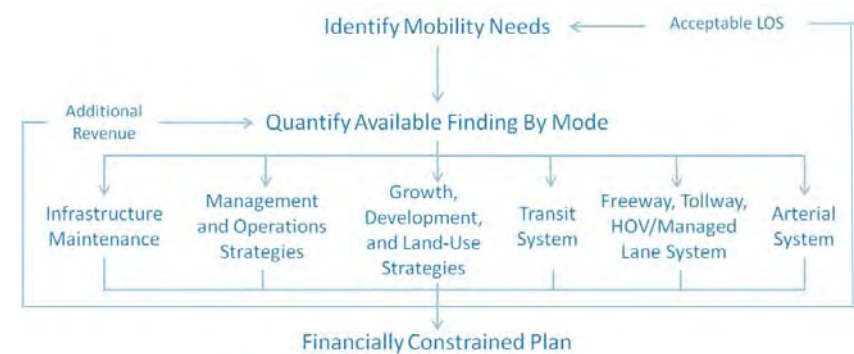 Identify Mobility Needs
Acceptable LOS
Additional
Revenue
Quantify Available Finding By Mode
Infrastructure
Maintenance
Management
and Operations
Strategies
Growth,
Development,
and Land-Use
Strategies
Transit
System
Freeway, Tollway,
HOV/Managed
Lane System
Arterial
System
Financially Constrained Plan